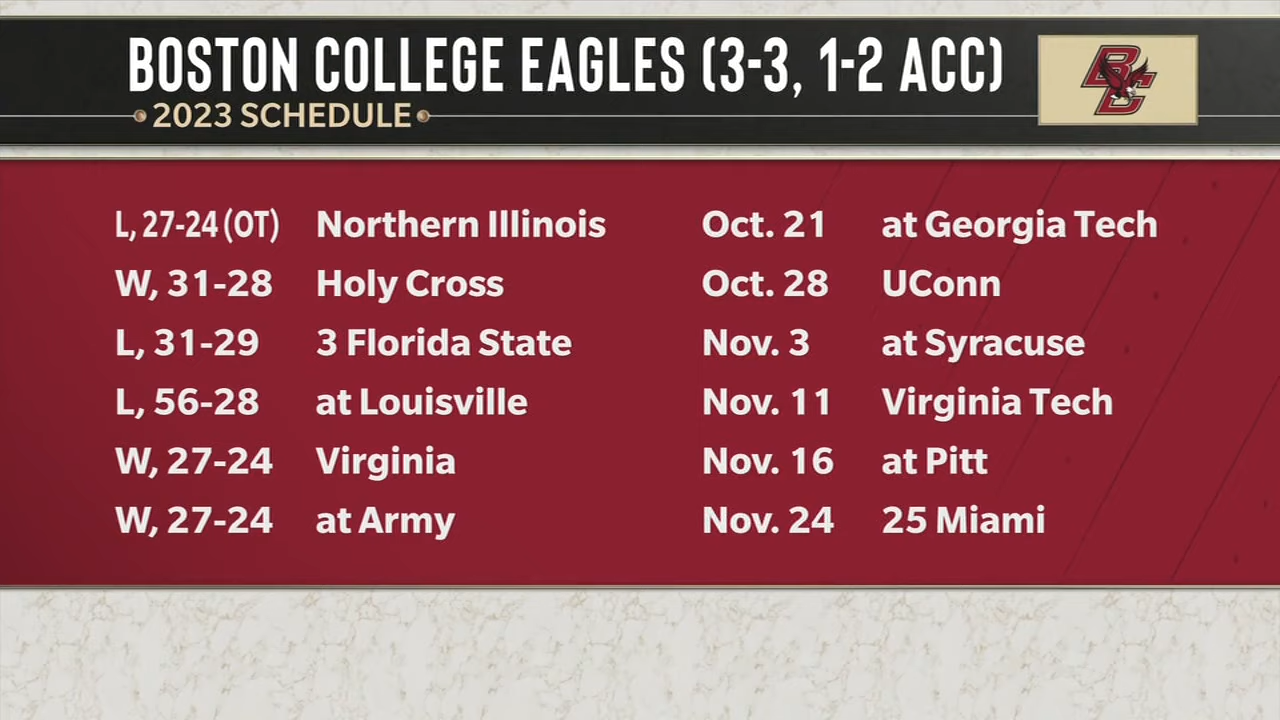 BOSTON COLLEGE EAGLES (3-3, 1-2 ACC)
2023 SCHEDULE
BC
L, 27-24 (OT) Northern Illinois
W, 31-28 Holy Cross
L, 31-29 3 Florida State
L, 56-28 at Louisville
W, 27-24 Virginia
W, 27-24 at Army
Oct. 21 at Georgia Tech
Oct. 28 UConn
Nov. 3 at Syracuse
Nov. 11 Virginia Tech
Nov. 16 at Pitt
Nov. 24 25 Miami